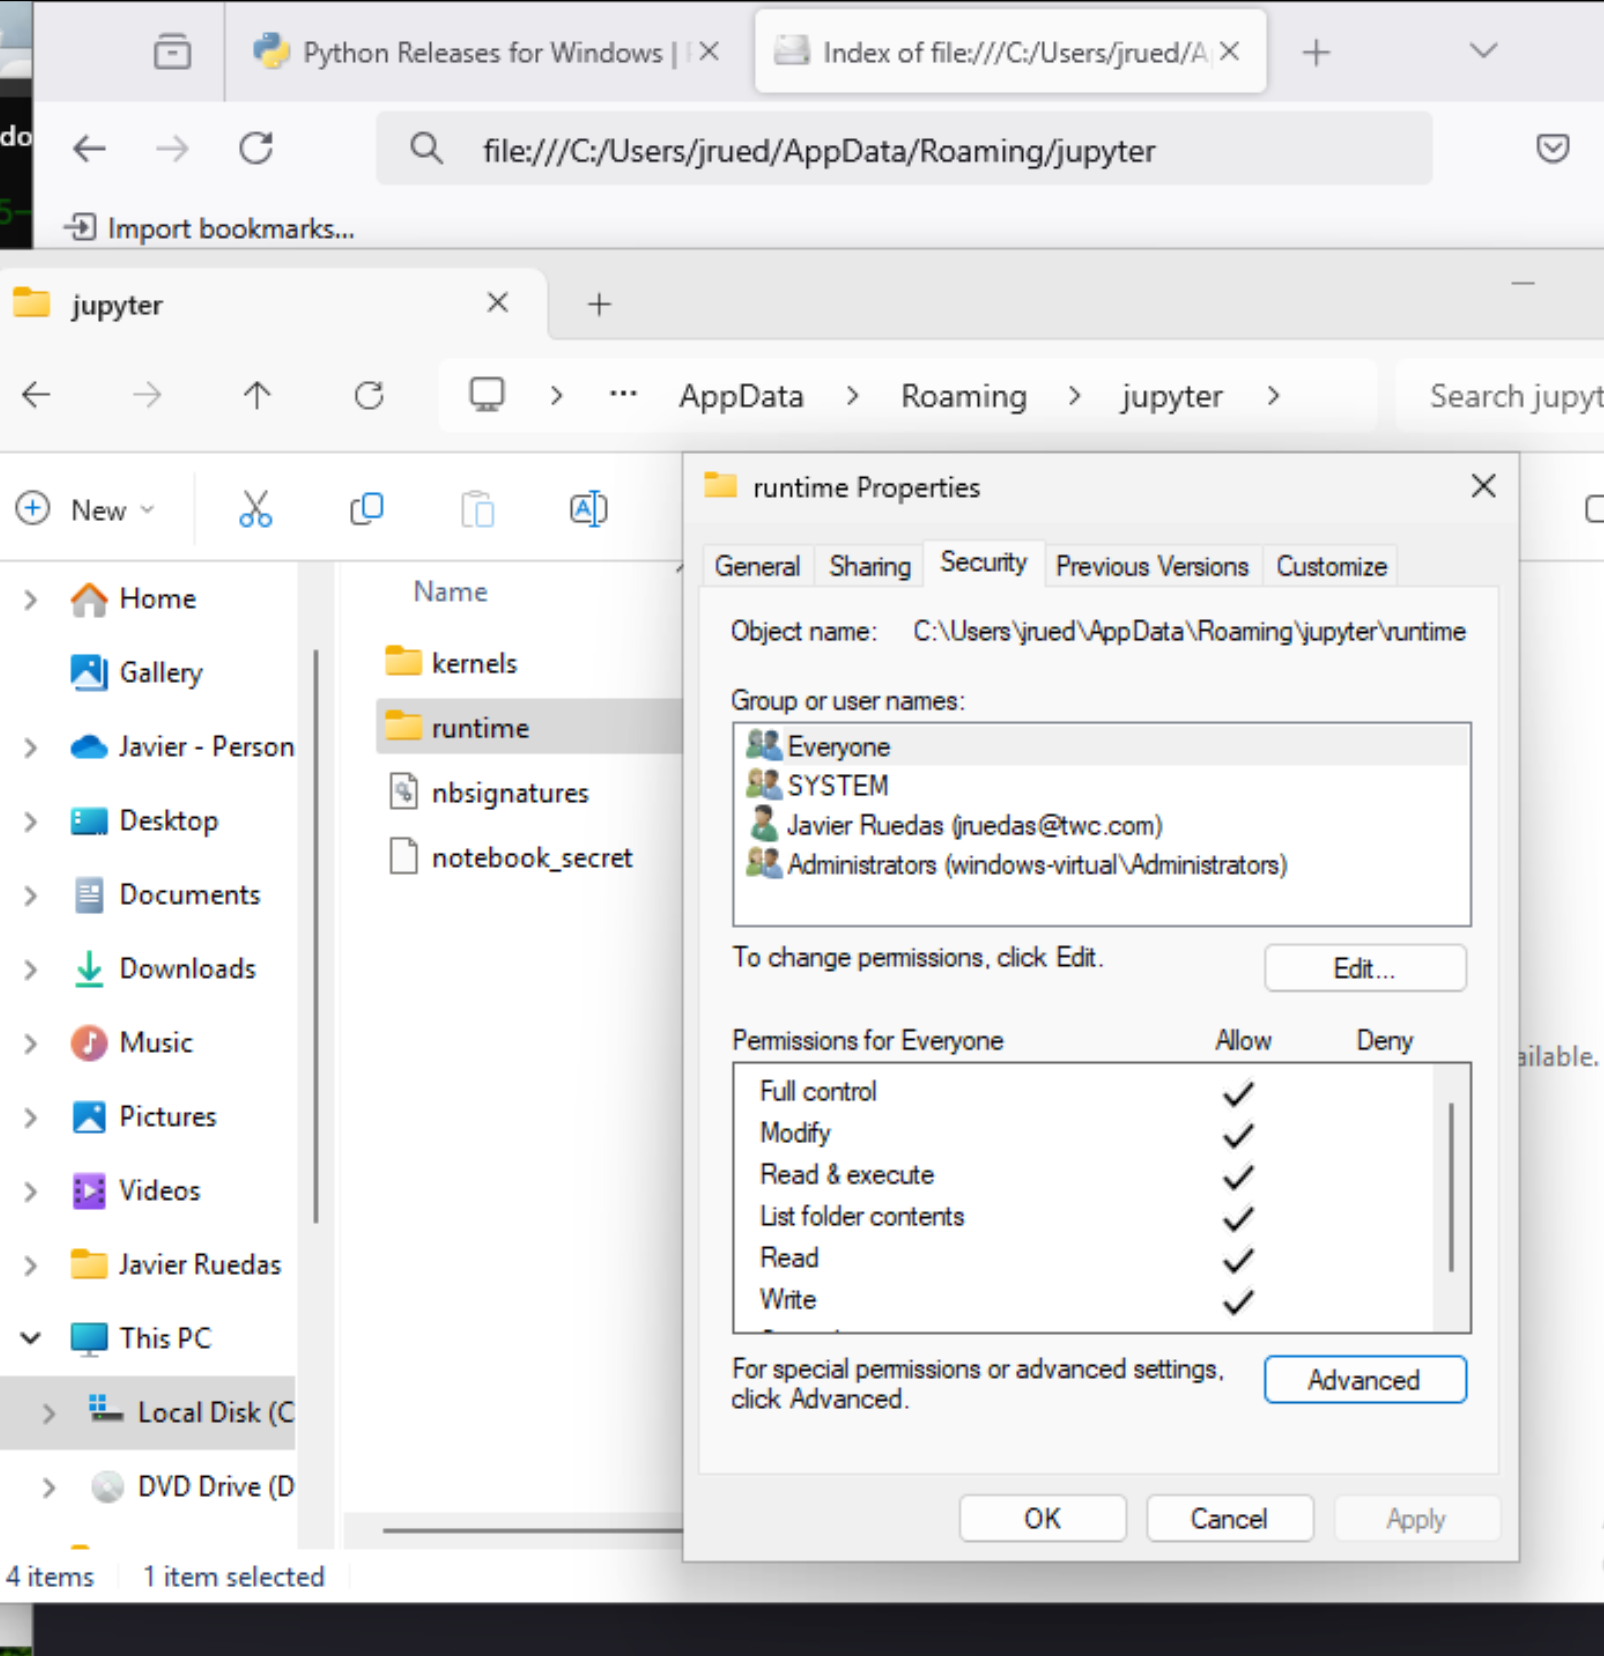 Python Releases for Windows |
Index of file:///C:/Users/jrued/A
do
file:///C:/Users/jrued/AppData/Roaming/jupyter
5-
Import bookmarks...
jupyter
... AppData > Roaming > jupyter >
Search jupyt
New
runtime Properties
General Sharing Security Previous Versions Customize
Object name: C:\Users\jrued\AppData\Roaming\jupyter\runtime
Group or user names:
Everyone
SYSTEM
Javier Ruedas (jruedas@twc.com)
Administrators (windows-virtual\Administrators)
To change permissions, click Edit.
Edit...
Permissions for Everyone Allow Deny
Full control
Modify
Read & execute
List folder contents
Read
Write
For special permissions or advanced settings,
click Advanced.
Advanced
OK Cancel Apply
Name
kernels
runtime
nbsignatures
notebook_secret
Home
Gallery
Javier - Person
Desktop
Documents
Downloads
Music
Pictures
Videos
Javier Ruedas
This PC
Local Disk (C
DVD Drive (D
ailable.
4 items 1 item selected